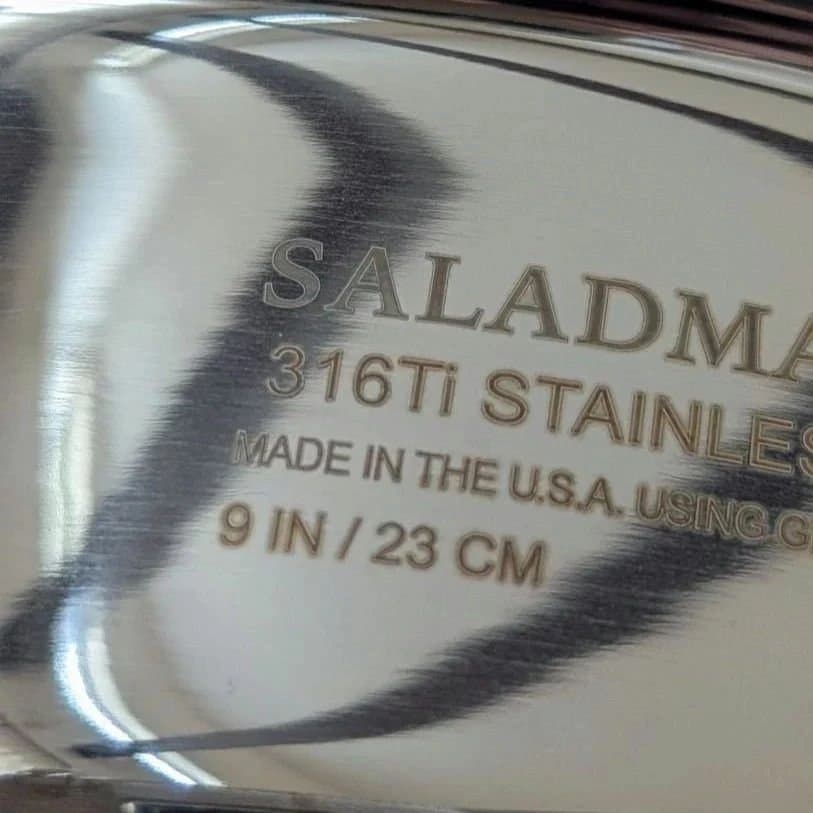 SALADMA
316Ti STAINLES
MADE IN THE U.S.A. USING G
9 IN / 23 CM